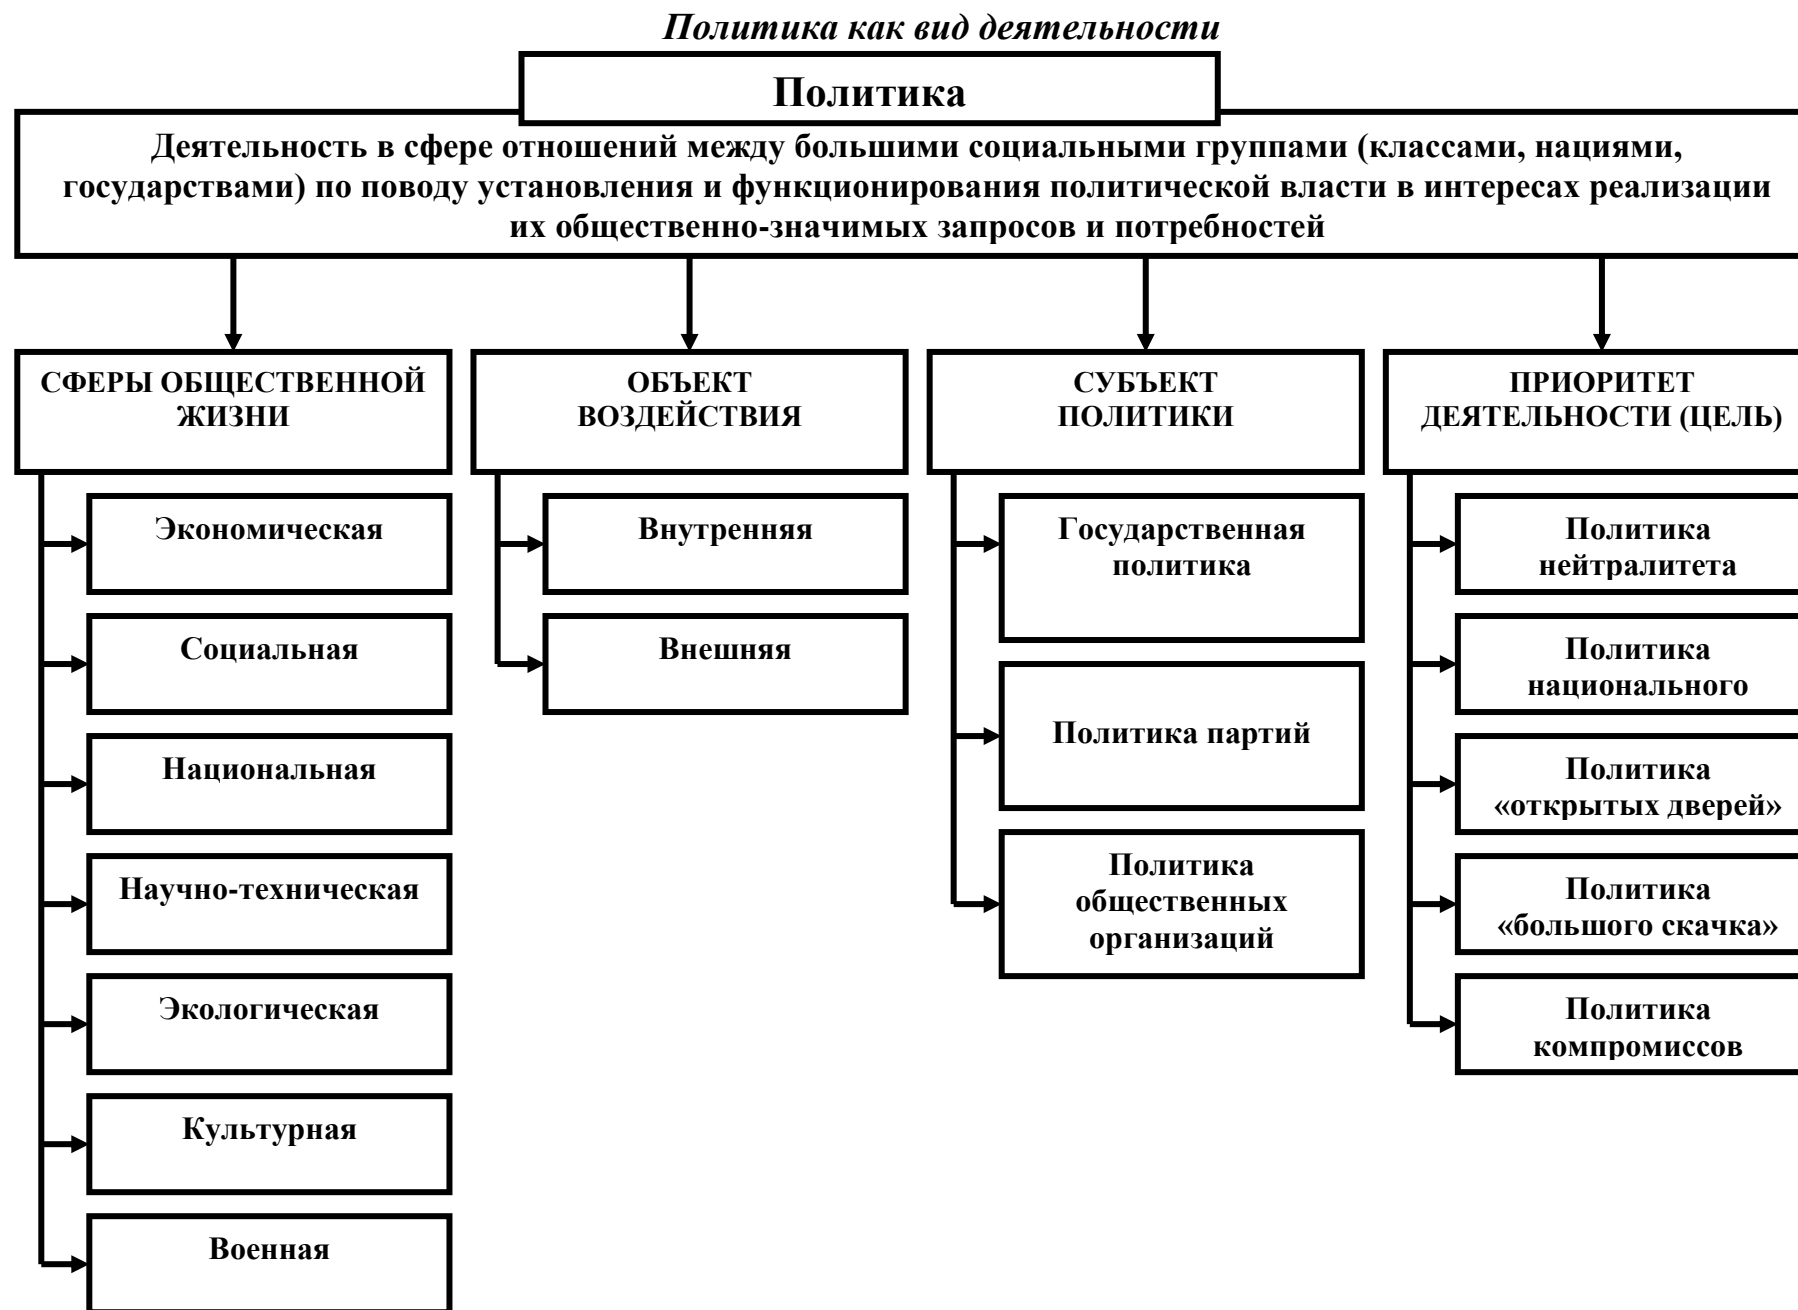 Политика как вид деятельности
Политика
Деятельность в сфере отношений между большими социальными группами (классами, нациями,
государствами) по поводу установления и функционирования политической власти в интересах реализации
их общественно-значимых запросов и потребностей
СФЕРЫ ОБЩЕСТВЕННОЙ
ЖИЗНИ
Экономическая
Социальная
Национальная
Научно-техническая
Экологическая
Культурная
Военная
ОБЪЕКТ
ВОЗДЕЙСТВИЯ
Внутренняя
Внешняя
СУБЪЕКТ
ПОЛИТИКИ
Государственная
политика
Политика партий
Политика
общественных
организаций
ПРИОРИТЕТ
ДЕЯТЕЛЬНОСТИ (ЦЕЛЬ)
Политика
нейтралитета
Политика
национального
Политика
«открытых дверей»
Политика
«большого скачка»
Политика
компромиссов